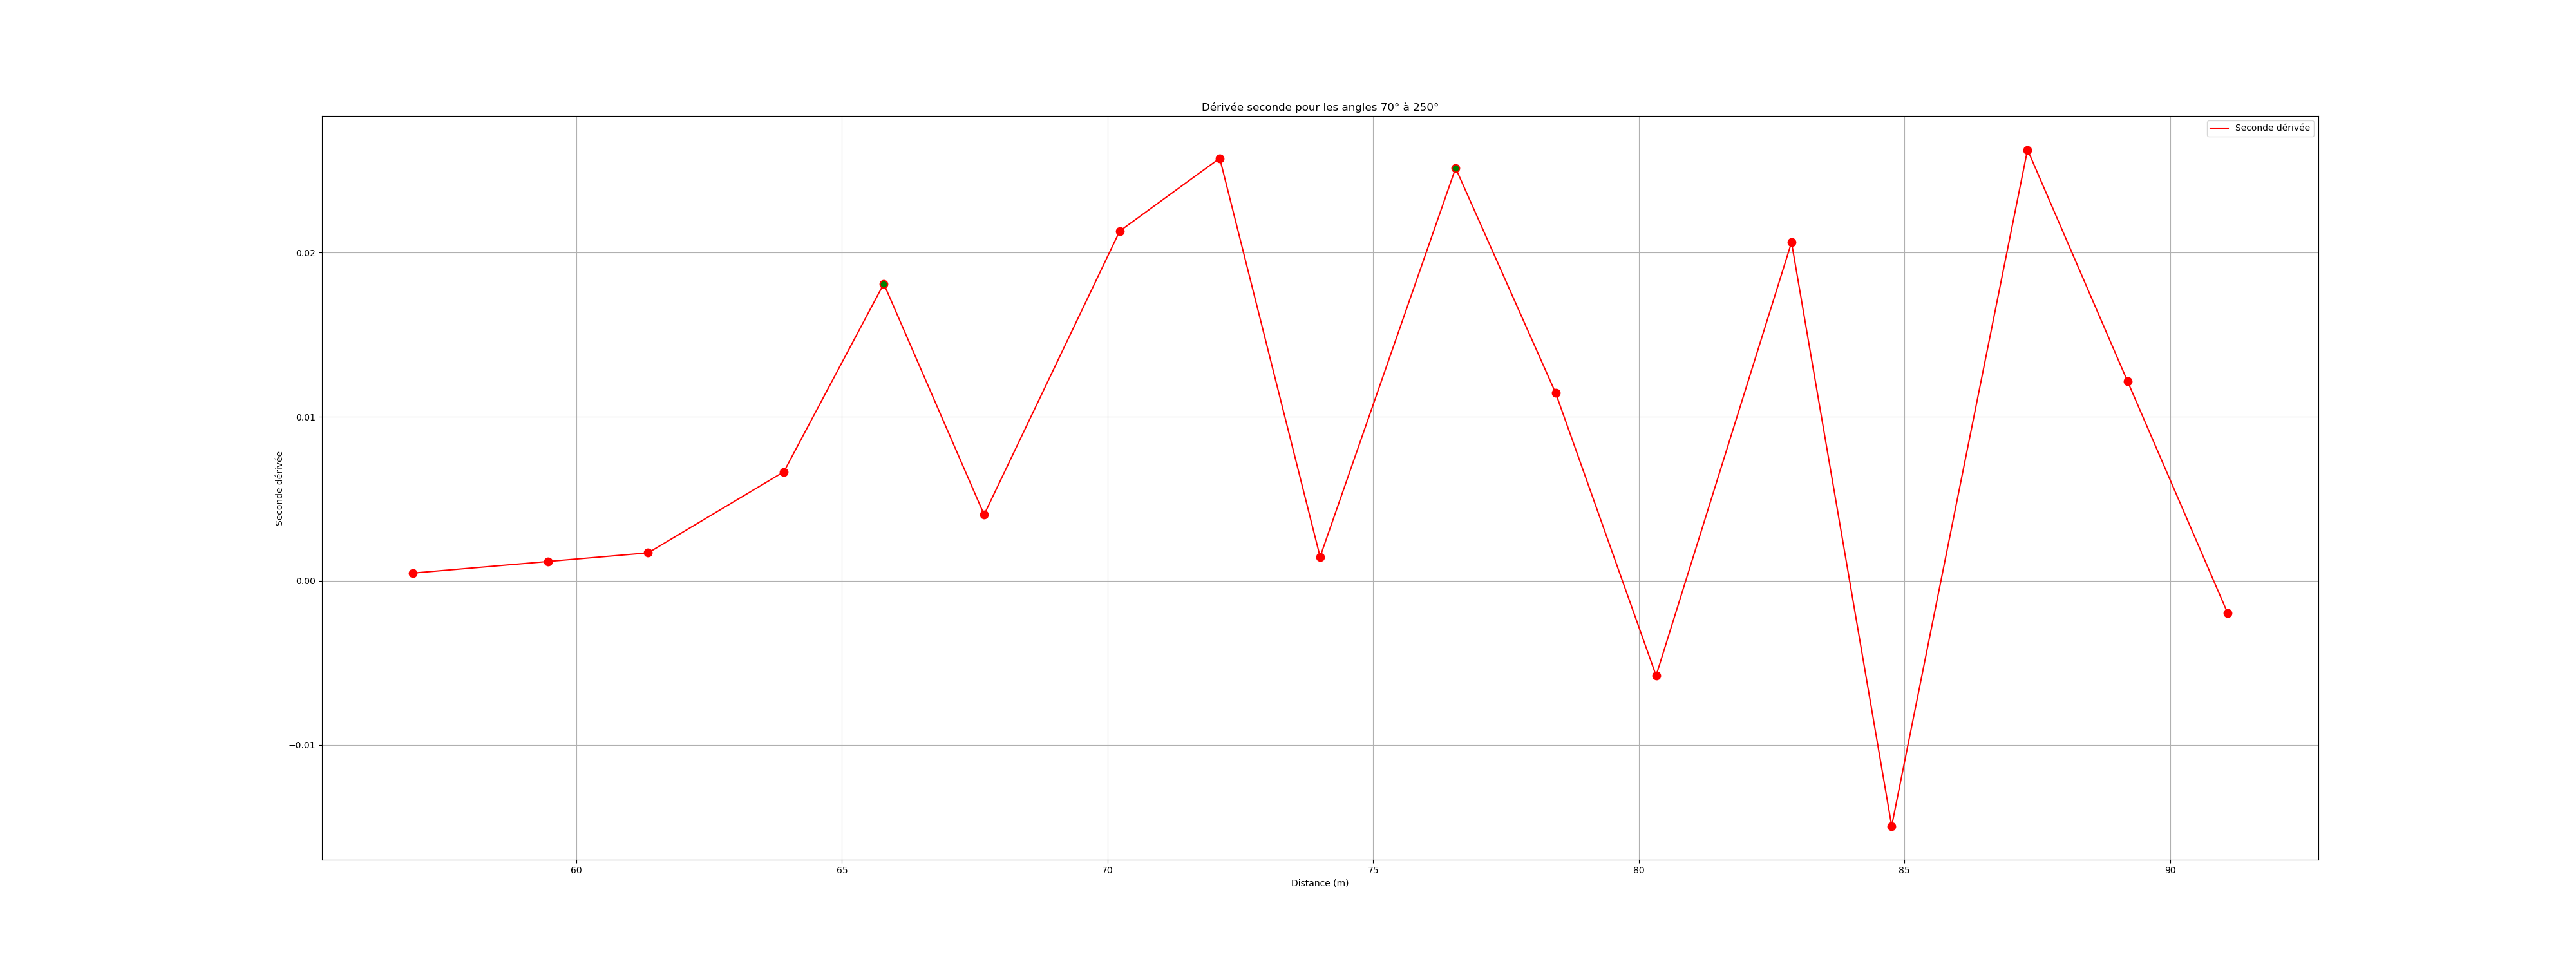 Dérivée seconde pour les angles 70° à 250°
Seconde dérivée
0.02
0.01
0.00
−0.01
Seconde dérivée
60
65
70
75
80
85
90
Distance (m)